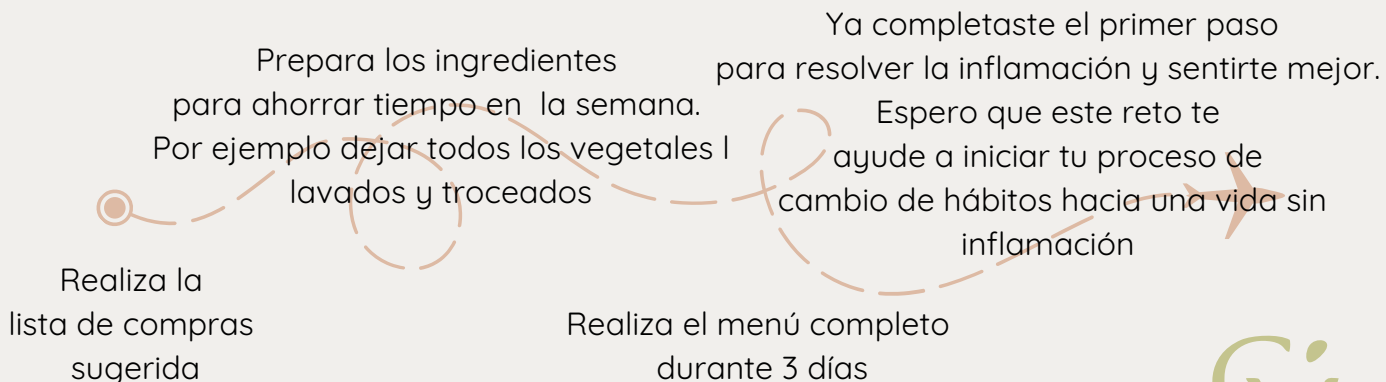 Realiza la
lista de compras
sugerida
Prepara los ingredientes
para ahorrar tiempo en la semana.
Por ejemplo dejar todos los vegetales l
lavados y troceados
Realiza el menú completo
durante 3 días
Ya completaste el primer paso
para resolver la inflamación y sentirte mejor.
Espero que este reto te
ayude a iniciar tu proceso de
cambio de hábitos hacia una vida sin
inflamación